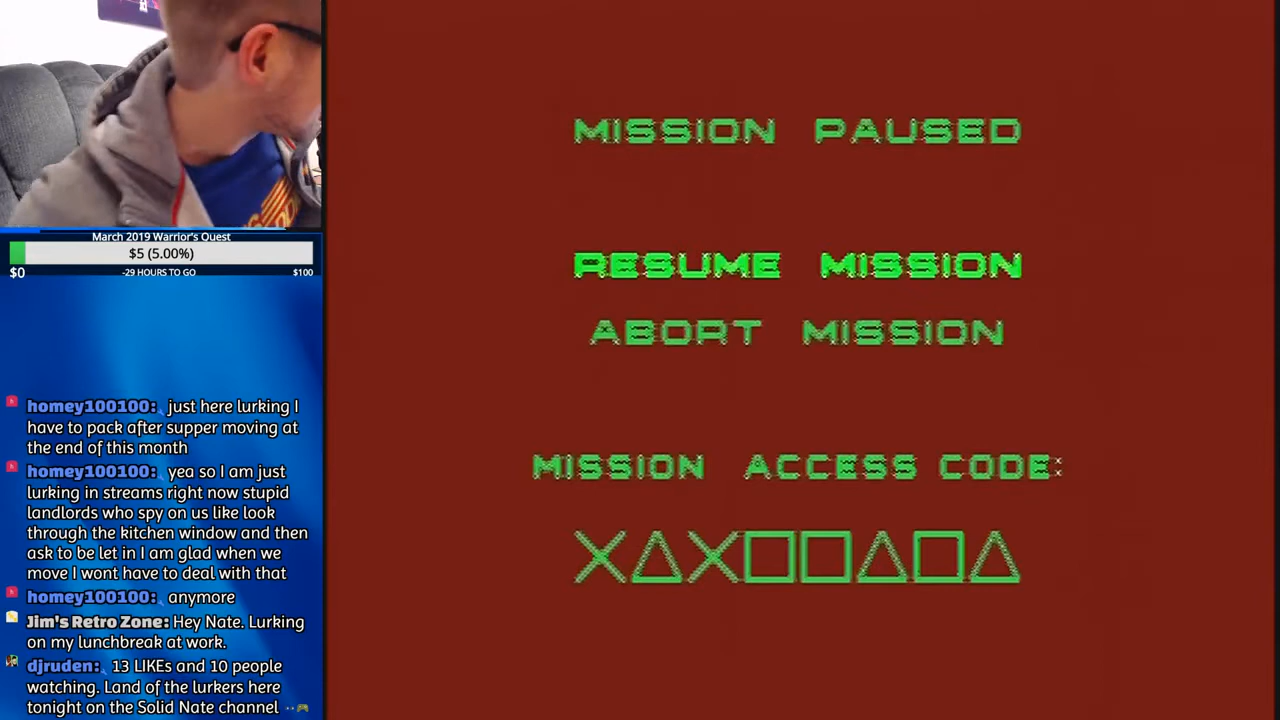 March 2019 Warrior's Quest
$5 (5.00%)
$0 -29 HOURS TO GO $100
homey100100: just here lurking I
have to pack after supper moving at
the end of this month
homey100100: yea so I am just
lurking in streams right now stupid
landlords who spy on us like look
through the kitchen window and then
ask to be let in I am glad when we
move I wont have to deal with that
homey100100: anymore
Jim's Retro Zone: Hey Nate. Lurking
on my lunchbreak at work.
djruden: 13 LIKEs and 10 people
watching. Land of the lurkers here
tonight on the Solid Nate channel
MISSION PAUSED
RESUME MISSION
ABORT MISSION
MISSION ACCESS CODE:
X△X□□△□△